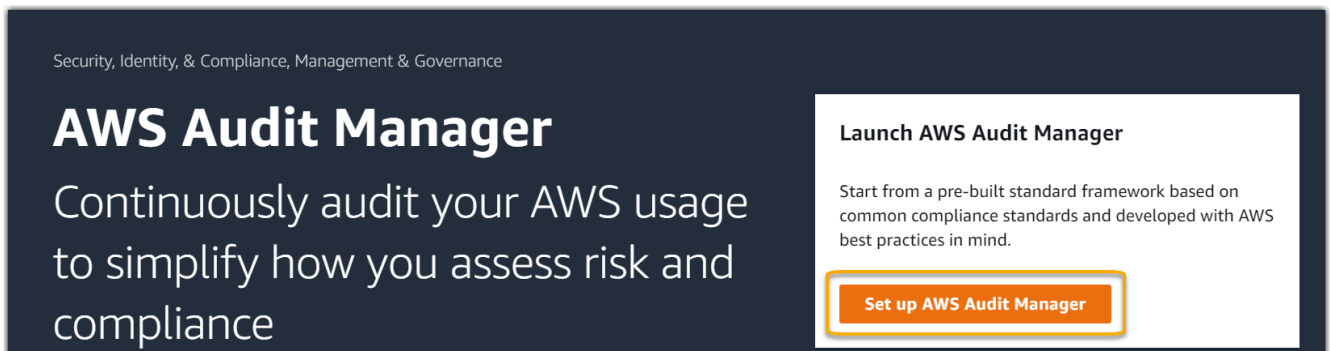 Security, Identity, & Compliance, Management & Governance
AWS Audit Manager
Continuously audit your AWS usage
to simplify how you assess risk and
compliance
Launch AWS Audit Manager
Start from a pre-built standard framework based on
common compliance standards and developed with AWS
best practices in mind.
Set up AWS Audit Manager